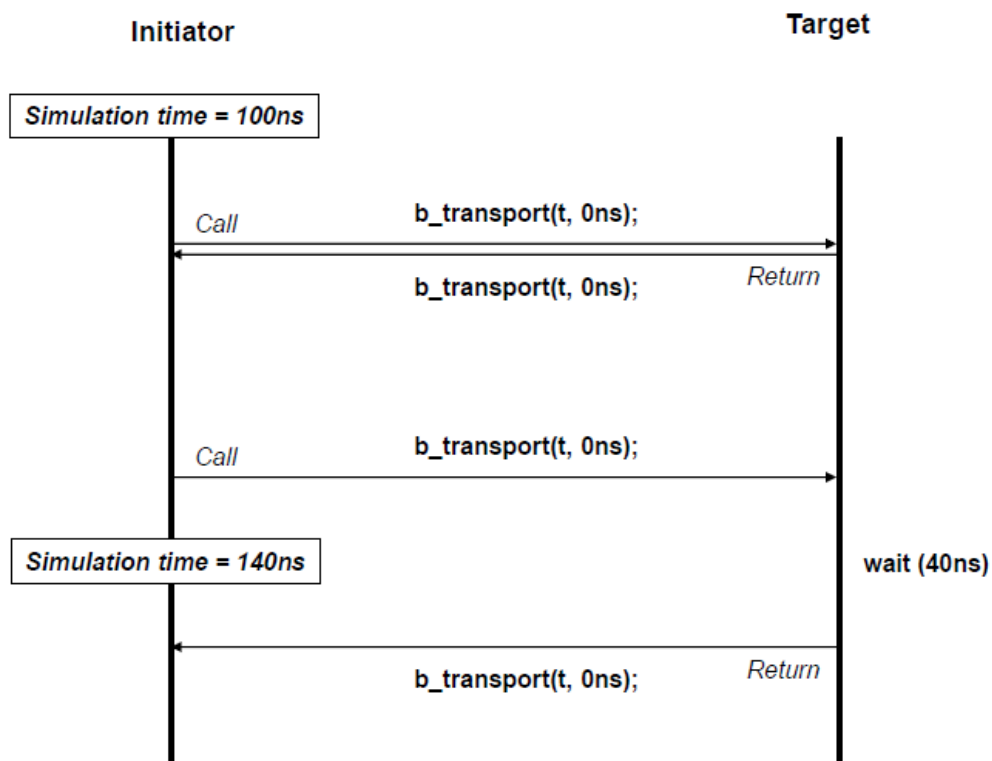 Initiator
Target
Simulation time = 100ns
Call
b_transport(t, 0ns);
b_transport(t, 0ns);
Return
Call
b_transport(t, 0ns);
Simulation time = 140ns
wait (40ns)
b_transport(t, 0ns);
Return